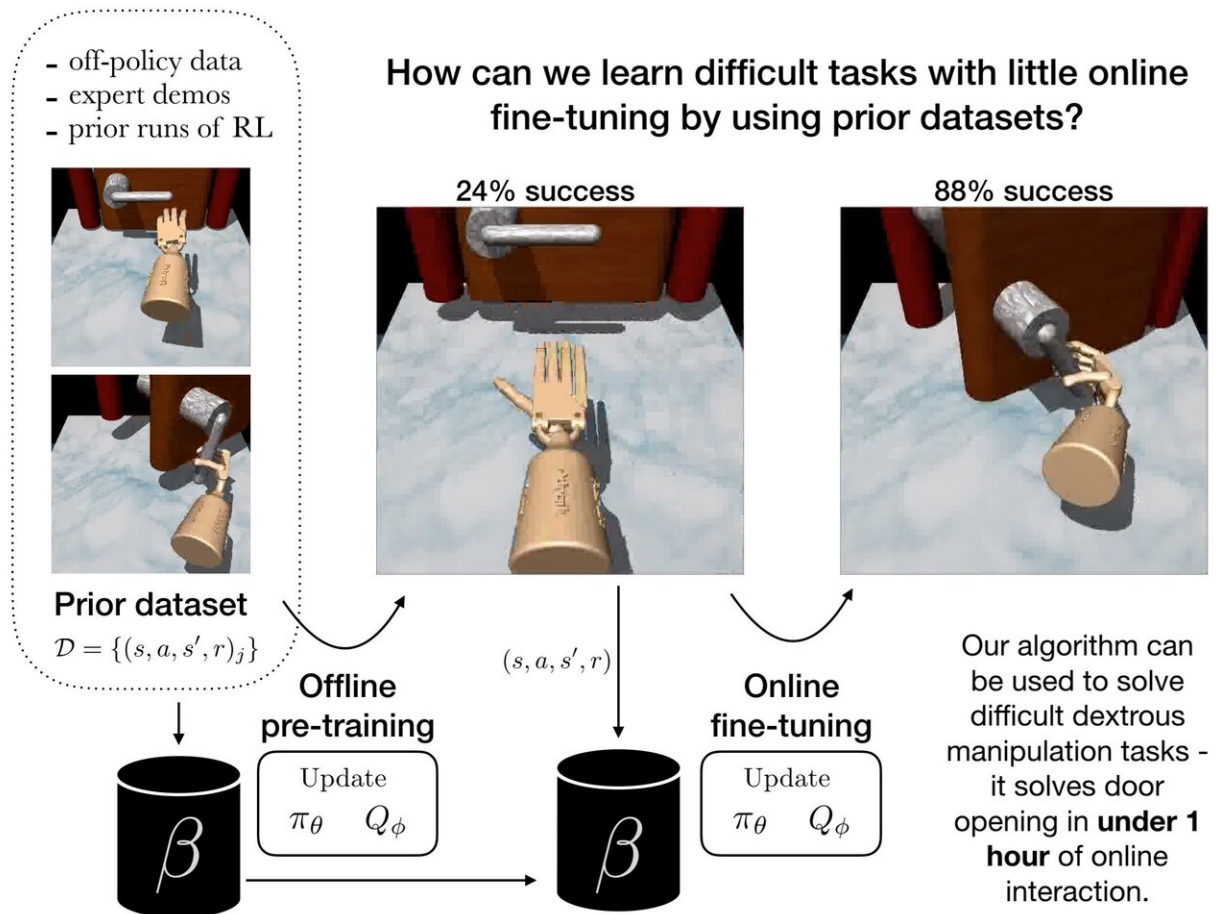 - off-policy data
- expert demos
- prior runs of RL
How can we learn difficult tasks with little online
fine-tuning by using prior datasets?
24% success
88% success
Prior dataset
𝒟 = {(s, a, s′, r)ⱼ}
(s, a, s′, r)
Offline
pre-training
Update
π_θ Q_ϕ
Online
fine-tuning
Update
π_θ Q_ϕ
β
β
Our algorithm can
be used to solve
difficult dextrous
manipulation tasks -
it solves door
opening in under 1
hour of online
interaction.